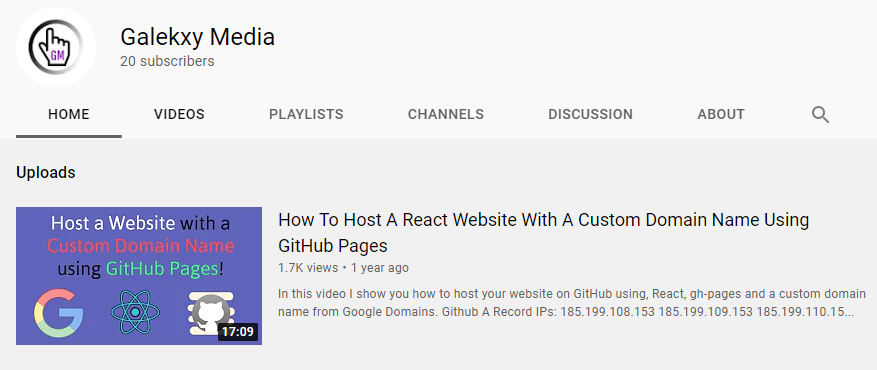 GM
Galekxy Media
20 subscribers
HOME VIDEOS PLAYLISTS CHANNELS DISCUSSION ABOUT
Uploads
Host a Website with a
Custom Domain Name
using GitHub Pages!
17:09
How To Host A React Website With A Custom Domain Name Using
GitHub Pages
1.7K views • 1 year ago
In this video I show you how to host your website on GitHub using, React, gh-pages and a custom domain
name from Google Domains. Github A Record IPs: 185.199.108.153 185.199.109.153 185.199.110.15...